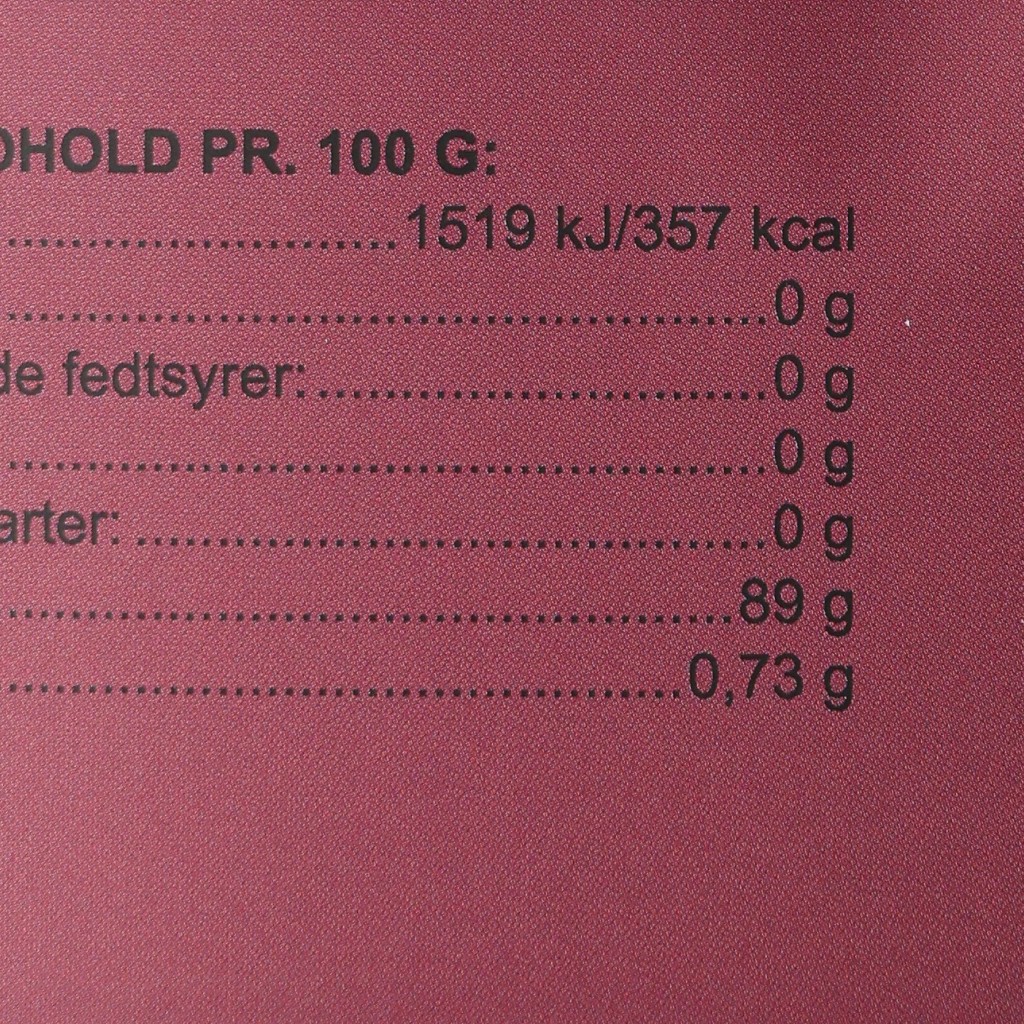 DHOLD PR. 100 G:
1519 kJ/357 kcal
0 g
de fedtsyrer: 0 g
0 g
arter: 0 g
89 g
0,73 g